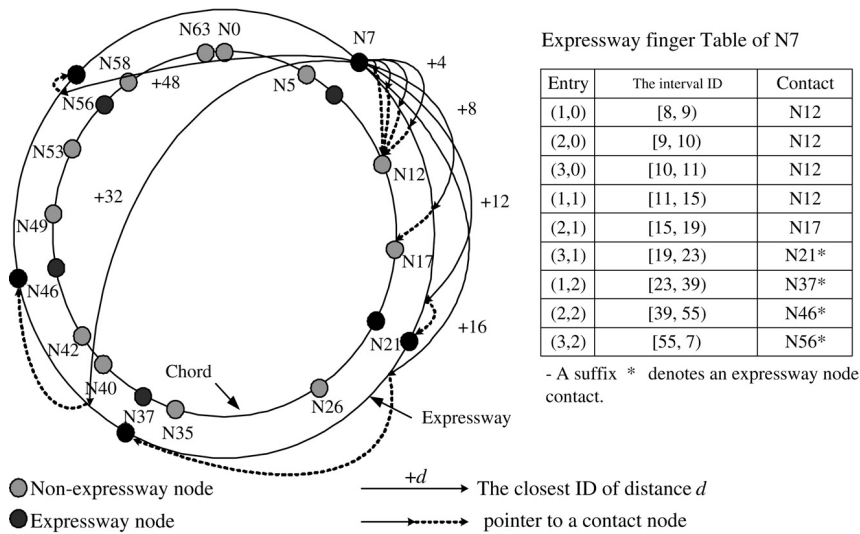 N63 N0
N7
N58
+48
N5
+4
N56
+8
N53
N12
+32
+12
N49
N17
N46
+16
N42
N21
N40
Chord
N37
N26
N35
Expressway
Expressway finger Table of N7
Entry The interval ID Contact
(1,0) [8, 9) N12
(2,0) [9, 10) N12
(3,0) [10, 11) N12
(1,1) [11, 15) N12
(2,1) [15, 19) N17
(3,1) [19, 23) N21*
(1,2) [23, 39) N37*
(2,2) [39, 55) N46*
(3,2) [55, 7) N56*
- A suffix * denotes an expressway node
contact.
Non-expressway node
Expressway node
+d The closest ID of distance d
pointer to a contact node